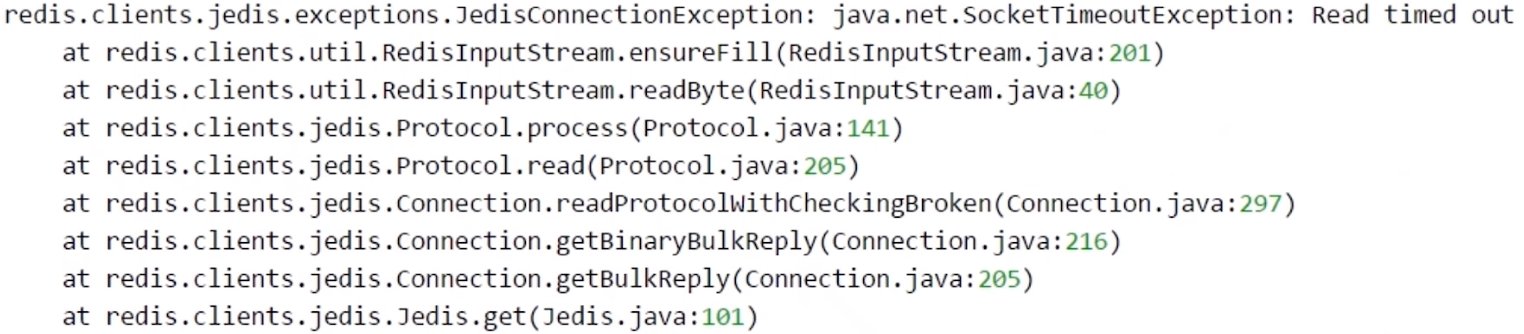 redis.clients.jedis.exceptions.JedisConnectionException: java.net.SocketTimeoutException: Read timed out
at redis.clients.util.RedisInputStream.ensureFill(RedisInputStream.java:201)
at redis.clients.util.RedisInputStream.readByte(RedisInputStream.java:40)
at redis.clients.jedis.Protocol.process(Protocol.java:141)
at redis.clients.jedis.Protocol.read(Protocol.java:205)
at redis.clients.jedis.Connection.readProtocolWithCheckingBroken(Connection.java:297)
at redis.clients.jedis.Connection.getBinaryBulkReply(Connection.java:216)
at redis.clients.jedis.Connection.getBulkReply(Connection.java:205)
at redis.clients.jedis.Jedis.get(Jedis.java:101)